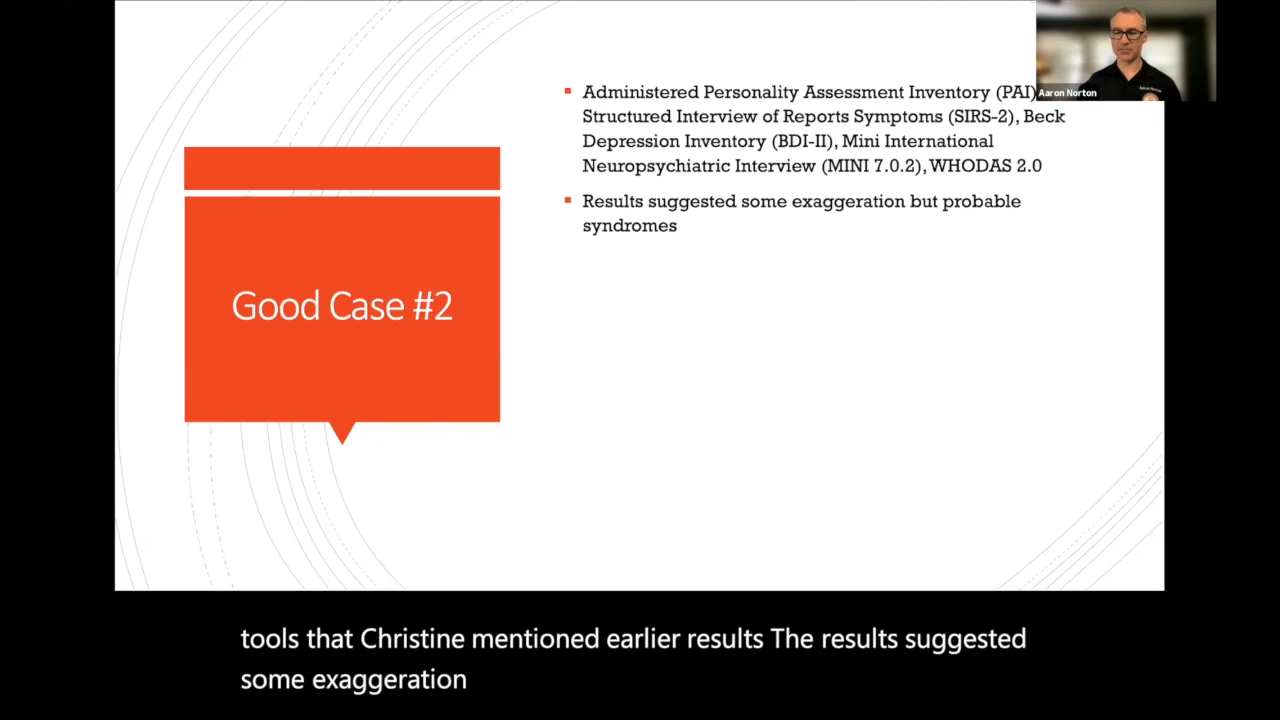 Administered Personality Assessment Inventory (PAI)
Structured Interview of Reports Symptoms (SIRS-2), Beck
Depression Inventory (BDI-II), Mini International
Neuropsychiatric Interview (MINI 7.0.2), WHODAS 2.0
Results suggested some exaggeration but probable
syndromes
Good Case #2
Aaron Norton
tools that Christine mentioned earlier results The results suggested
some exaggeration